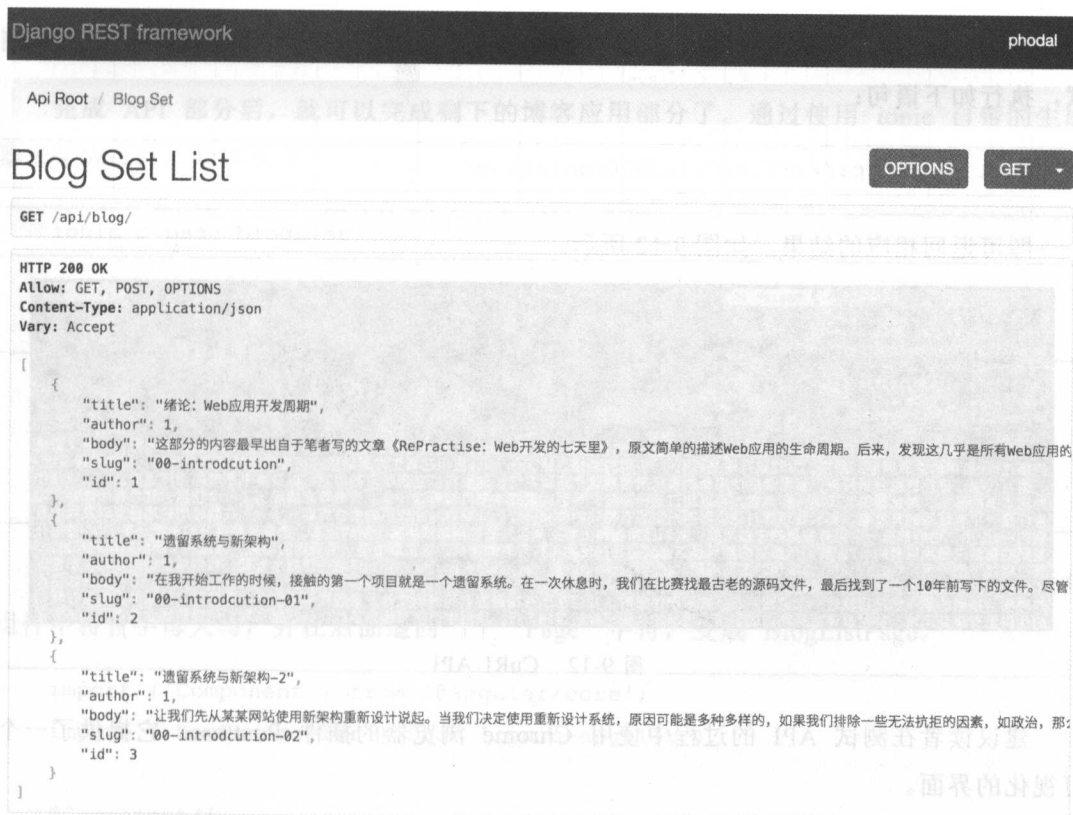 Django REST framework
phodal
Api Root / Blog Set
Blog Set List
OPTIONS
GET
GET /api/blog/
HTTP 200 OK
Allow: GET, POST, OPTIONS
Content-Type: application/json
Vary: Accept
[
{
"title": "绪论：Web应用开发周期",
"author": 1,
"body": "这部分的内容最早出自于笔者写的文章《RePractise：Web开发的七天里》，原文简单的描述Web应用的生命周期。后来，发现这几乎是所有Web应用的
"slug": "00-introdcution",
"id": 1
},
{
"title": "遗留系统与新架构",
"author": 1,
"body": "在我开始工作的时候，接触的第一个项目就是一个遗留系统。在一次休息时，我们在比赛找最古老的源码文件，最后找到了一个10年前写下的文件。尽管
"slug": "00-introdcution-01",
"id": 2
},
{
"title": "遗留系统与新架构-2",
"author": 1,
"body": "让我们先从某某网站使用新架构重新设计说起。当我们决定使用重新设计系统，原因可能是多种多样的，如果我们排除一些无法抗拒的因素，如政治，那
"slug": "00-introdcution-02",
"id": 3
}
]